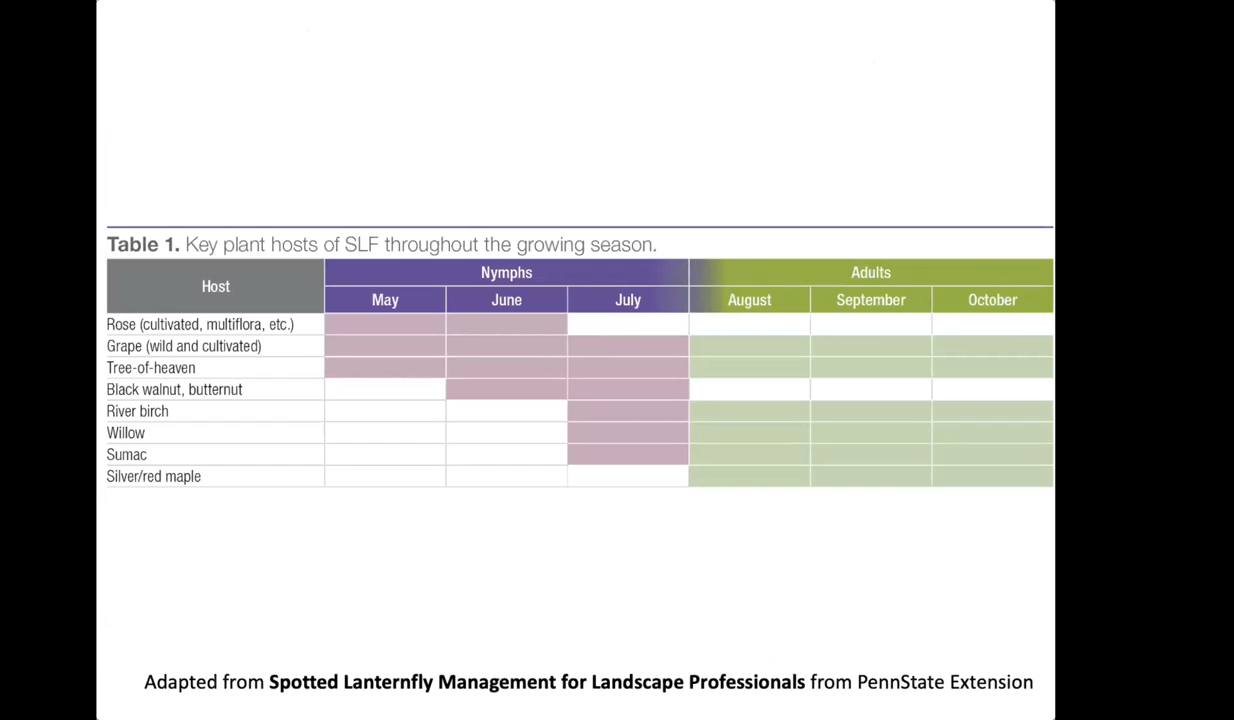 Table 1. Key plant hosts of SLF throughout the growing season.
Host
Nymphs
Adults
May
June
July
August
September
October
Rose (cultivated, multiflora, etc.)
Grape (wild and cultivated)
Tree-of-heaven
Black walnut, butternut
River birch
Willow
Sumac
Silver/red maple
Adapted from Spotted Lanternfly Management for Landscape Professionals from PennState Extension